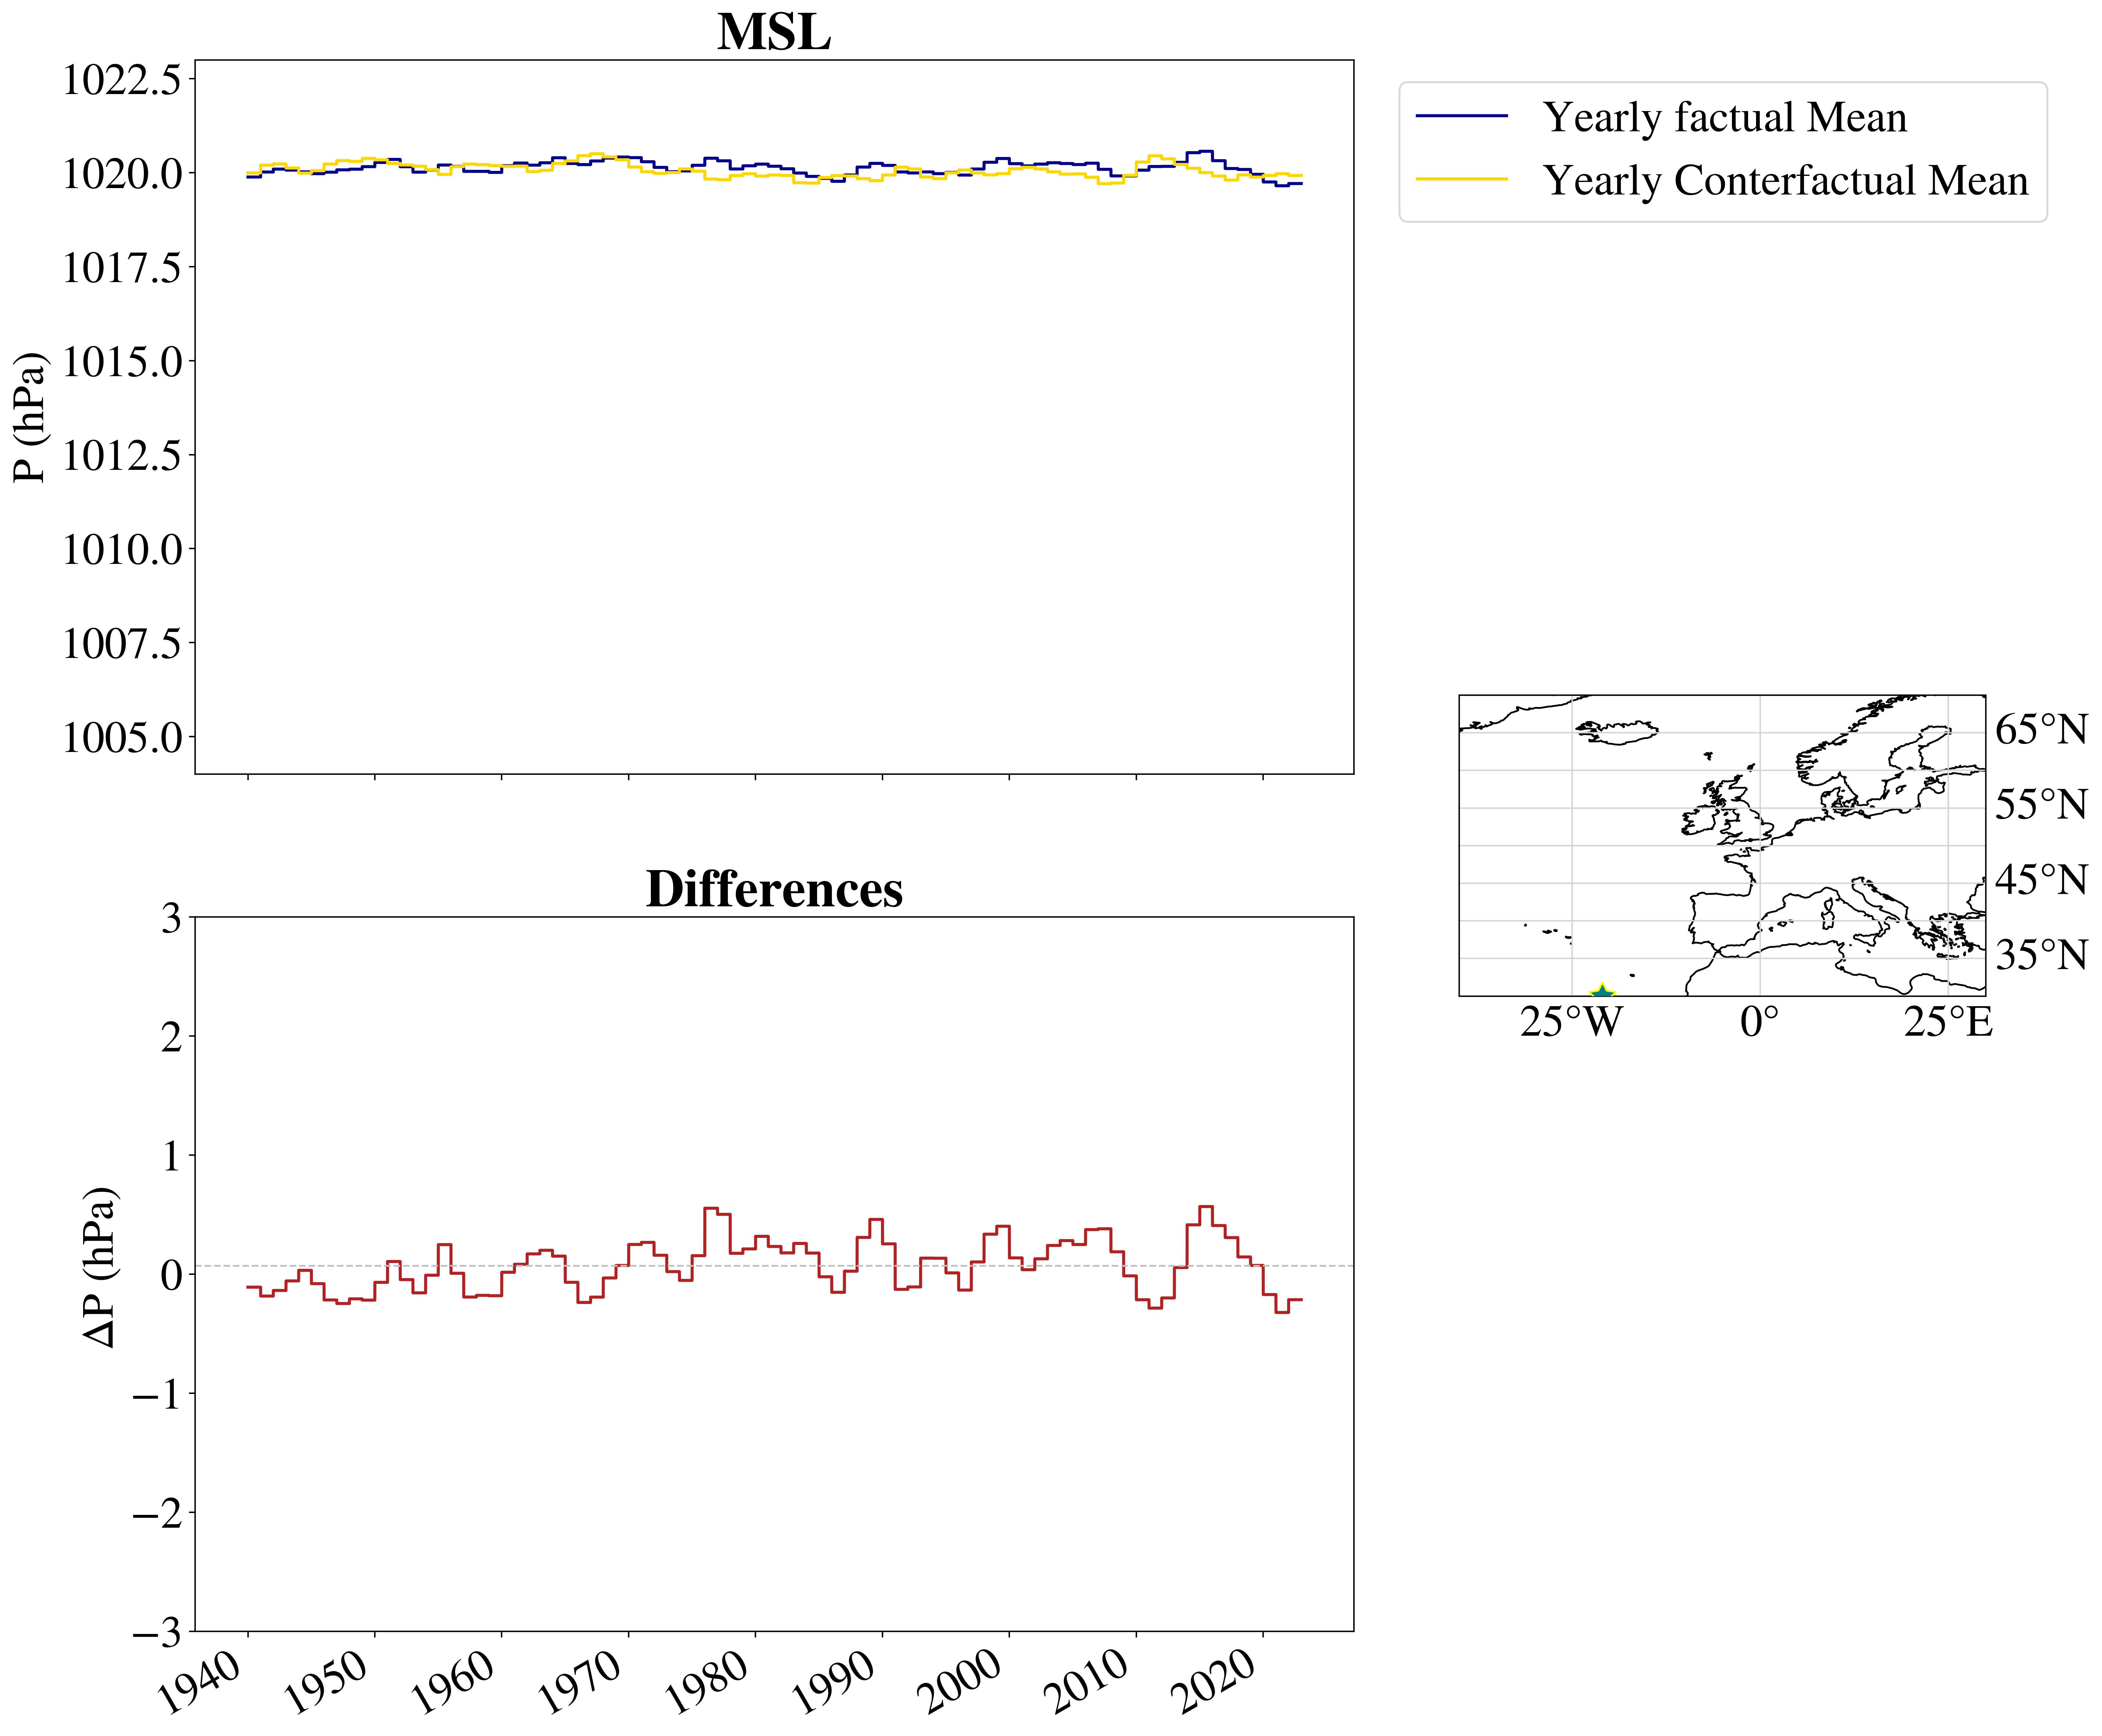 MSL
1022.5
1020.0
1017.5
1015.0
1012.5
1010.0
1007.5
1005.0
P (hPa)
Yearly factual Mean
Yearly Conterfactual Mean
65°N
55°N
45°N
35°N
25°W 0° 25°E
Differences
3
2
1
0
−1
−2
−3
ΔP (hPa)
1940 1950 1960 1970 1980 1990 2000 2010 2020